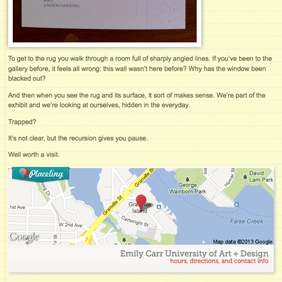 UNDERSTANDING
To get to the rug you walk through a room full of sharply angled lines. If you've been to the
gallery before, it feels all wrong: this wall wasn't here before? Why has the window been
blacked out?
And then when you see the rug and its surface, it sort of makes sense. We're part of the
exhibit and we're looking at ourselves, hidden in the everyday.
Trapped?
It's not clear, but the recursion gives you pause.
Well worth a visit.
Placeling
George
Wainborn Park
David
Lam Park
Granville St
Island
Cartwright St
False Creek
Granville St
W 1st Ave
Google
Map data ©2013 Google
Emily Carr University of Art + Design
hours, directions, and contact info